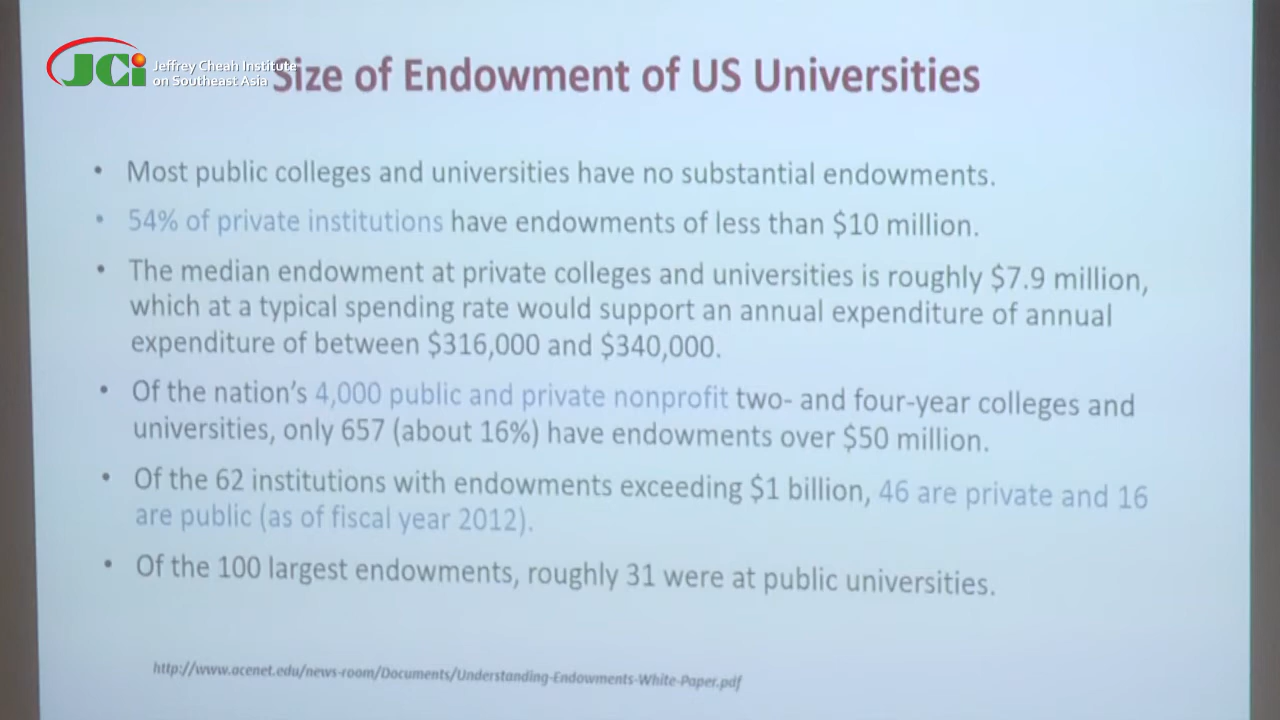 JCi Jeffrey Cheah Institute
on Southeast Asia
Size of Endowment of US Universities
• Most public colleges and universities have no substantial endowments.
• 54% of private institutions have endowments of less than $10 million.
• The median endowment at private colleges and universities is roughly $7.9 million,
which at a typical spending rate would support an annual expenditure of annual
expenditure of between $316,000 and $340,000.
• Of the nation's 4,000 public and private nonprofit two- and four-year colleges and
universities, only 657 (about 16%) have endowments over $50 million.
• Of the 62 institutions with endowments exceeding $1 billion, 46 are private and 16
are public (as of fiscal year 2012).
• Of the 100 largest endowments, roughly 31 were at public universities.
http://www.acenet.edu/news-room/Documents/Understanding-Endowments-White-Paper.pdf